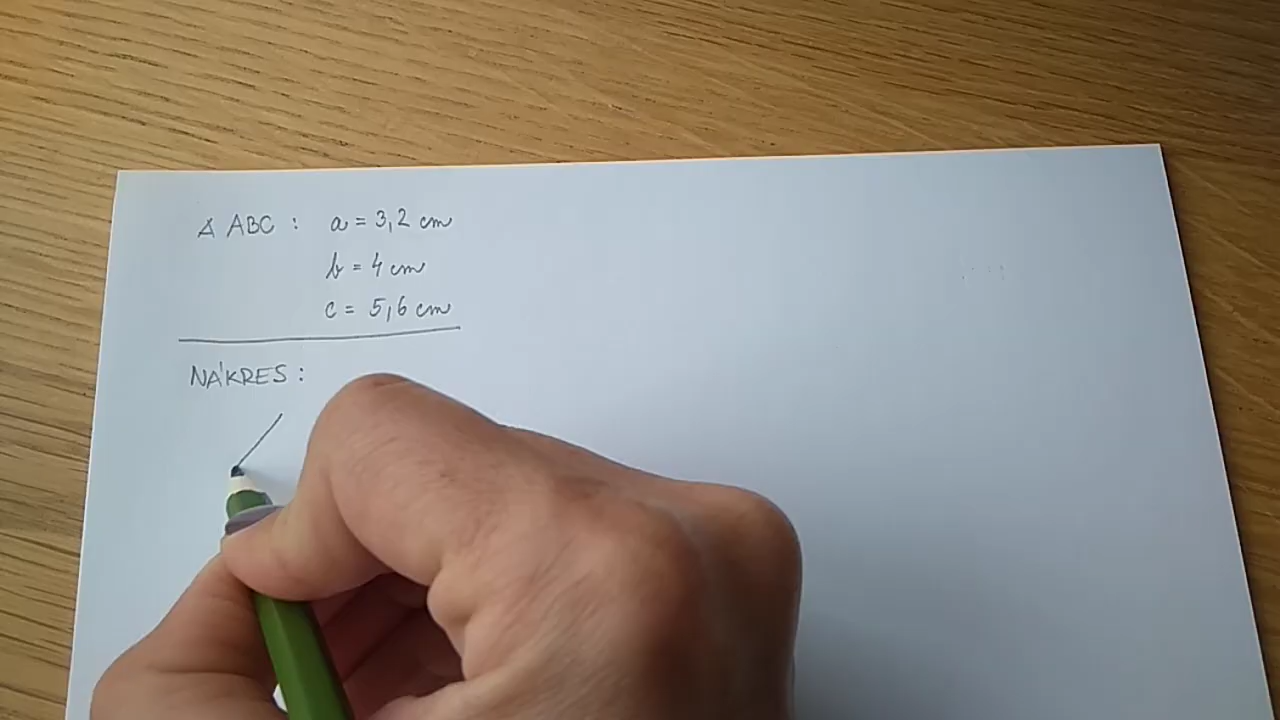 △ ABC : a = 3,2 cm
b = 4 cm
c = 5,6 cm
NÁKRES :